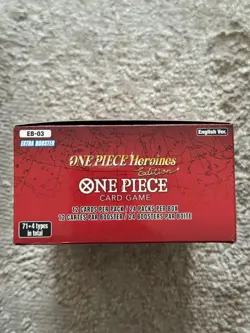 EB-03
EXTRA BOOSTER
English Ver.
ONE PIECE Heroines
Edition
ONE PIECE
CARD GAME
12 CARDS PER PACK / 24 PACKS PER BOX
12 CARTES PAR BOOSTER / 24 BOOSTERS PAR BOITE
71+4 types
in total